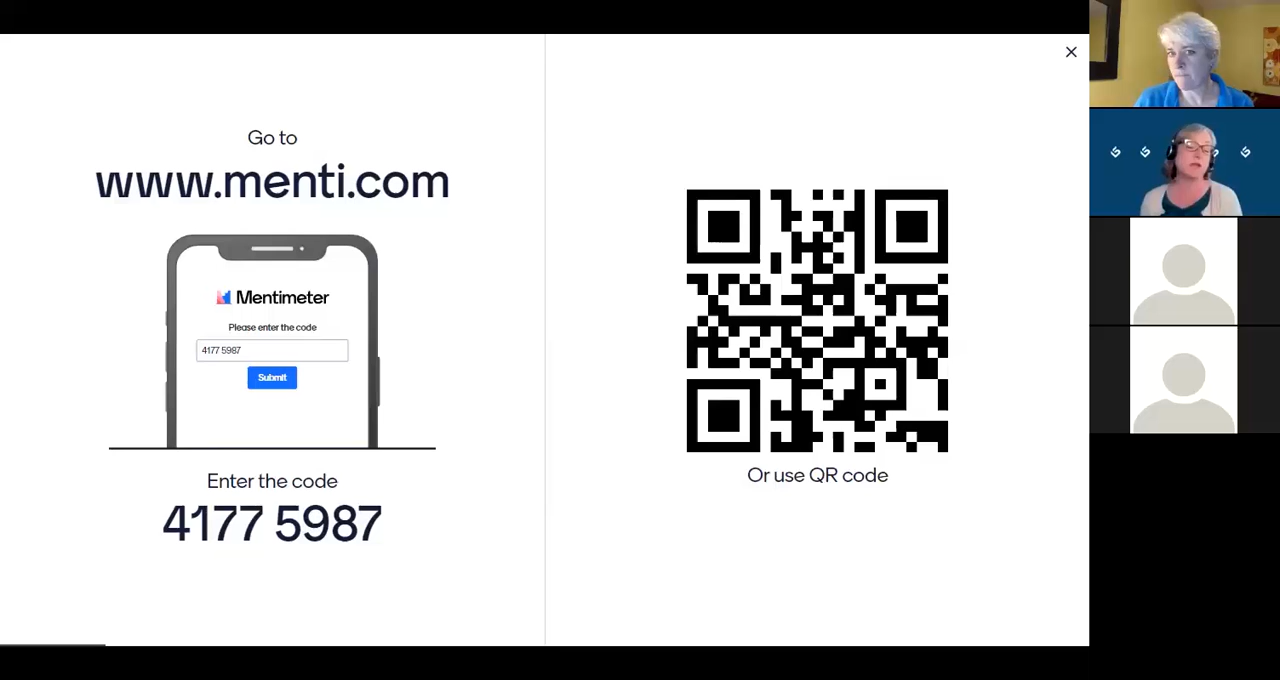 Go to
www.menti.com
Mentimeter
Please enter the code
4177 5987
Submit
Enter the code
4177 5987
Or use QR code